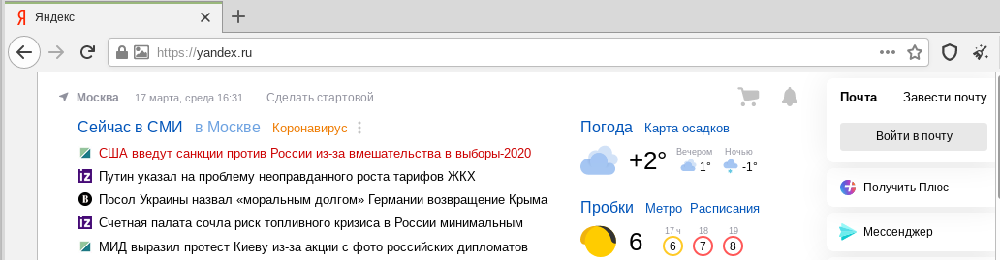 Яндекс
https://yandex.ru
Москва 17 марта, среда 16:31 Сделать стартовой
Сейчас в СМИ в Москве Коронавирус
США введут санкции против России из-за вмешательства в выборы-2020
Путин указал на проблему неоправданного роста тарифов ЖКХ
Посол Украины назвал «моральным долгом» Германии возвращение Крыма
Счетная палата сочла риск топливного кризиса в России минимальным
МИД выразил протест Киеву из-за акции с фото российских дипломатов
Погода Карта осадков
+2° Вечером 1° Ночью -1°
Пробки Метро Расписания
6 17 ч 6 18 7 19 8
Почта Завести почту
Войти в почту
Получить Плюс
Мессенджер